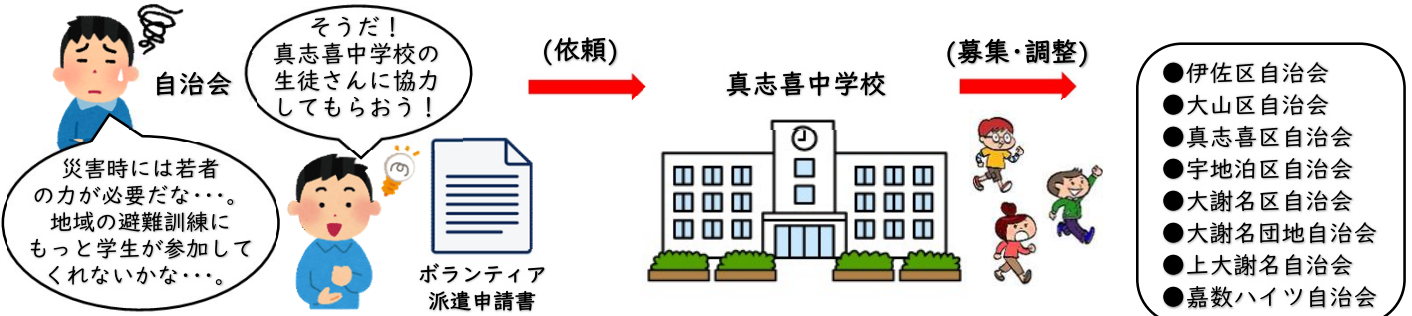 自治会
災害時には若者
の力が必要だな･･･。
地域の避難訓練に
もっと学生が参加して
くれないかな･･･。
そうだ！
真志喜中学校の
生徒さんに協力
してもらおう！
ボランティア
派遣申請書
(依頼)
真志喜中学校
(募集･調整)
●伊佐区自治会
●大山区自治会
●真志喜区自治会
●宇地泊区自治会
●大謝名区自治会
●大謝名団地自治会
●上大謝名自治会
●嘉数ハイツ自治会